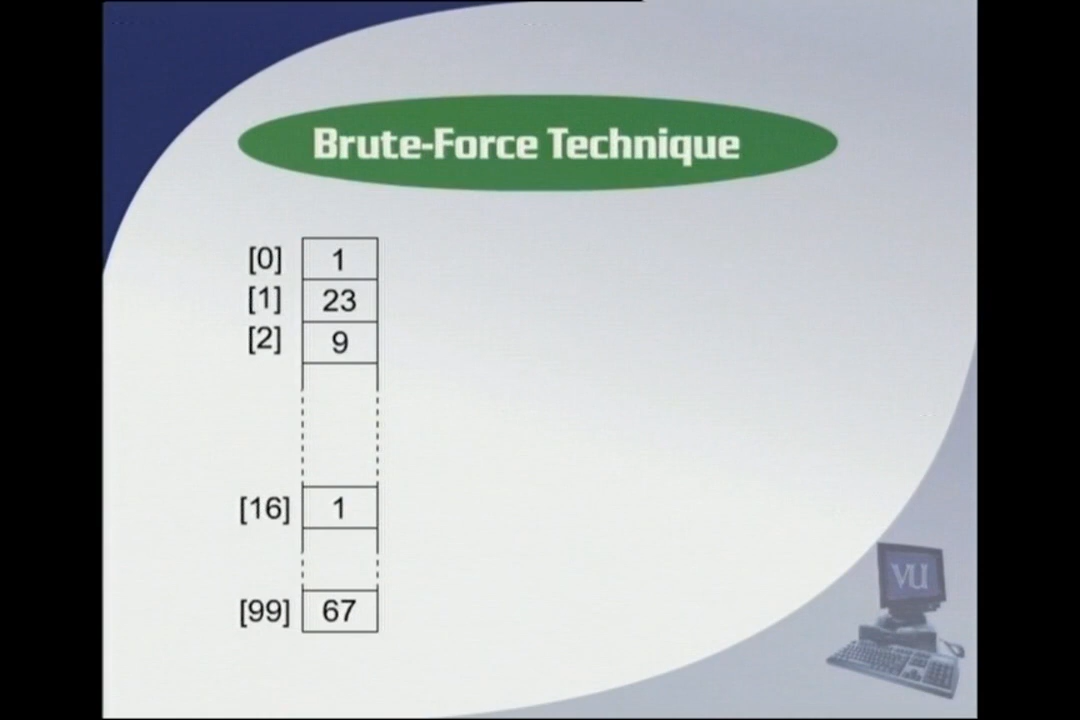 Brute-Force Technique
[0] 1
[1] 23
[2] 9
[16] 1
[99] 67
VU